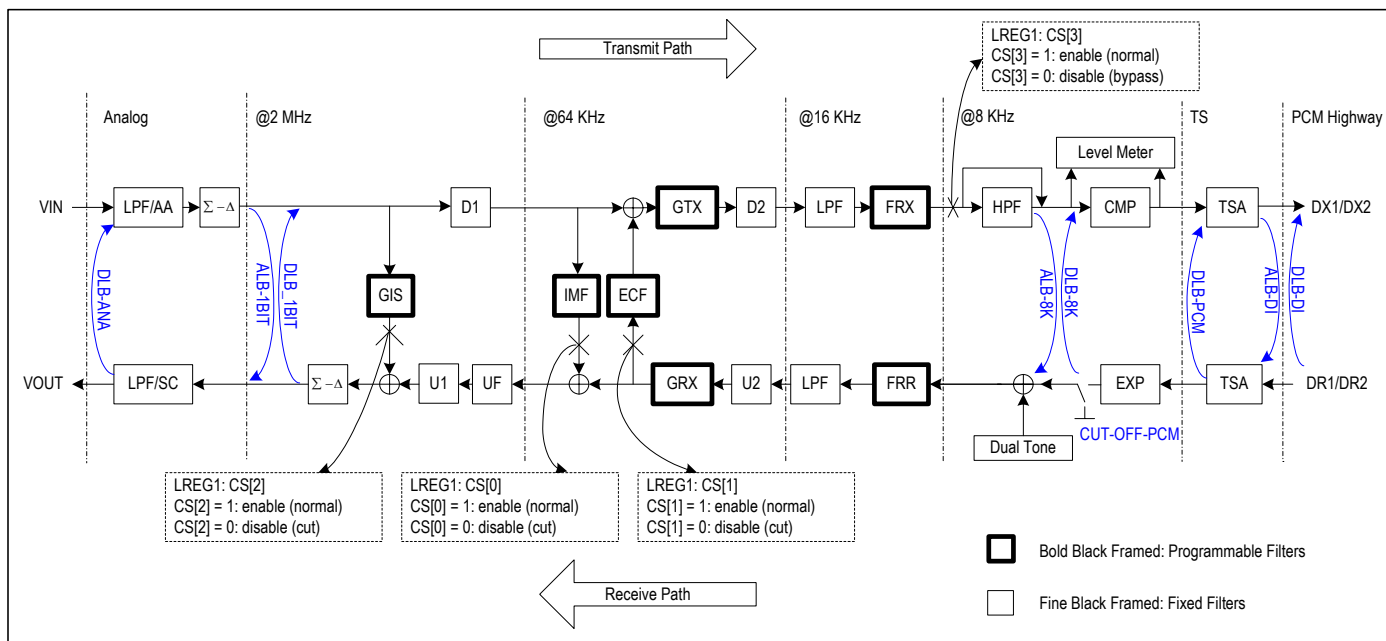 Transmit Path
LREG1: CS[3]
CS[3] = 1: enable (normal)
CS[3] = 0: disable (bypass)
Analog
@2 MHz
@64 KHz
@16 KHz
@8 KHz
TS
PCM Highway
Level Meter
VIN
LPF/AA
Σ−Δ
D1
GTX
D2
LPF
FRX
HPF
CMP
TSA
DX1/DX2
DLB-ANA
ALB-1BIT
DLB_1BIT
GIS
IMF
ECF
ALB-8K
DLB-8K
DLB-PCM
ALB-DI
DLB-DI
VOUT
LPF/SC
Σ−Δ
U1
UF
GRX
U2
LPF
FRR
EXP
TSA
DR1/DR2
CUT-OFF-PCM
Dual Tone
LREG1: CS[2]
CS[2] = 1: enable (normal)
CS[2] = 0: disable (cut)
LREG1: CS[0]
CS[0] = 1: enable (normal)
CS[0] = 0: disable (cut)
LREG1: CS[1]
CS[1] = 1: enable (normal)
CS[1] = 0: disable (cut)
Bold Black Framed: Programmable Filters
Receive Path
Fine Black Framed: Fixed Filters